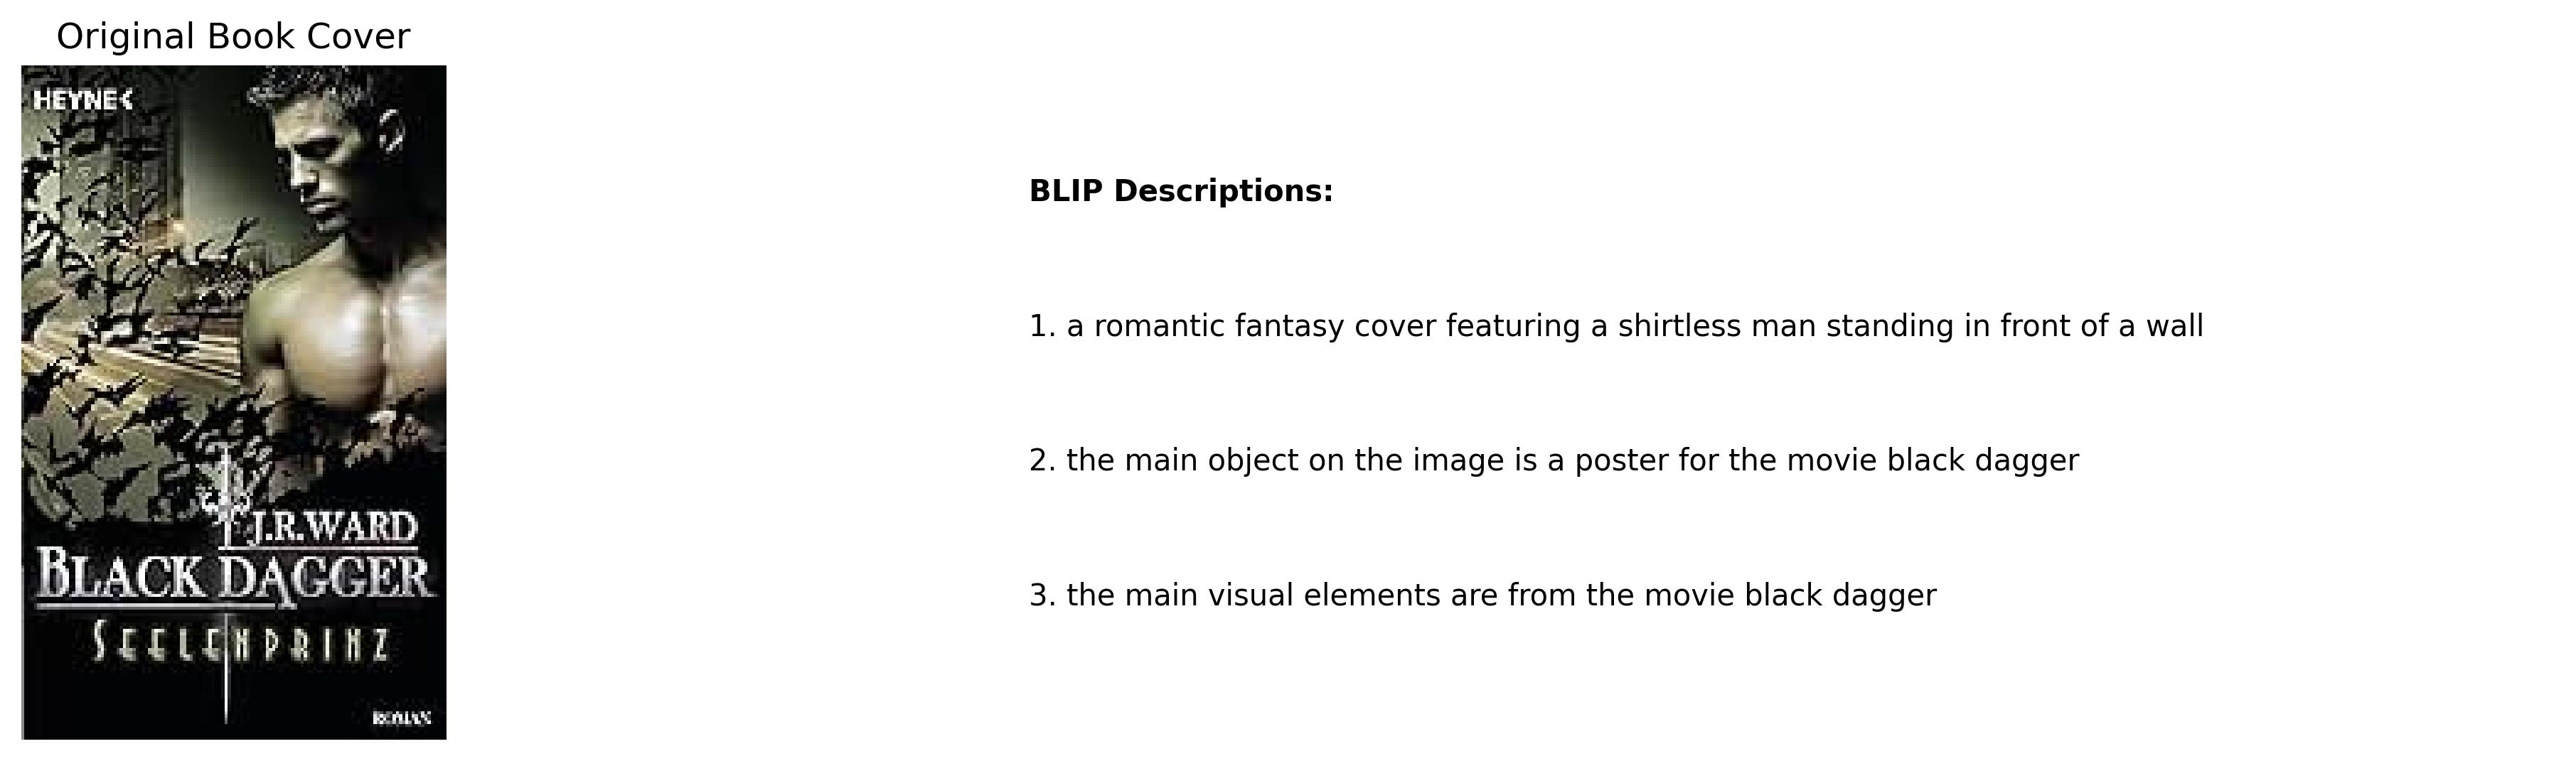 Original Book Cover
HEYNE<
J.R.WARD
BLACK DAGGER
SEELENPRINZ
ROMAN
BLIP Descriptions:
1. a romantic fantasy cover featuring a shirtless man standing in front of a wall
2. the main object on the image is a poster for the movie black dagger
3. the main visual elements are from the movie black dagger